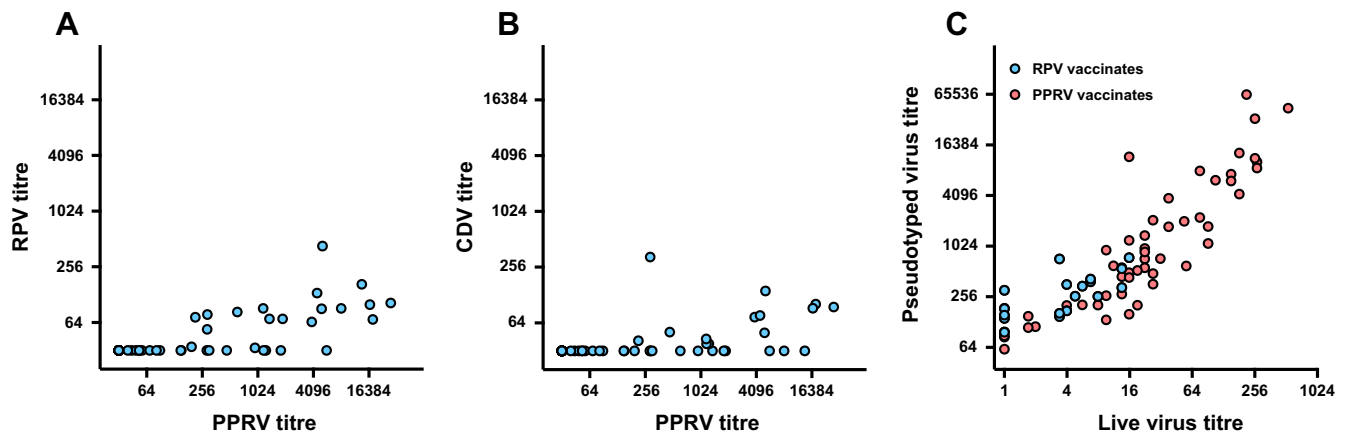 A
RPV titre
16384
4096
1024
256
64
64 256 1024 4096 16384
PPRV titre
B
CDV titre
16384
4096
1024
256
64
64 256 1024 4096 16384
PPRV titre
C
RPV vaccinates
PPRV vaccinates
Pseudotyped virus titre
65536
16384
4096
1024
256
64
1 4 16 64 256 1024
Live virus titre